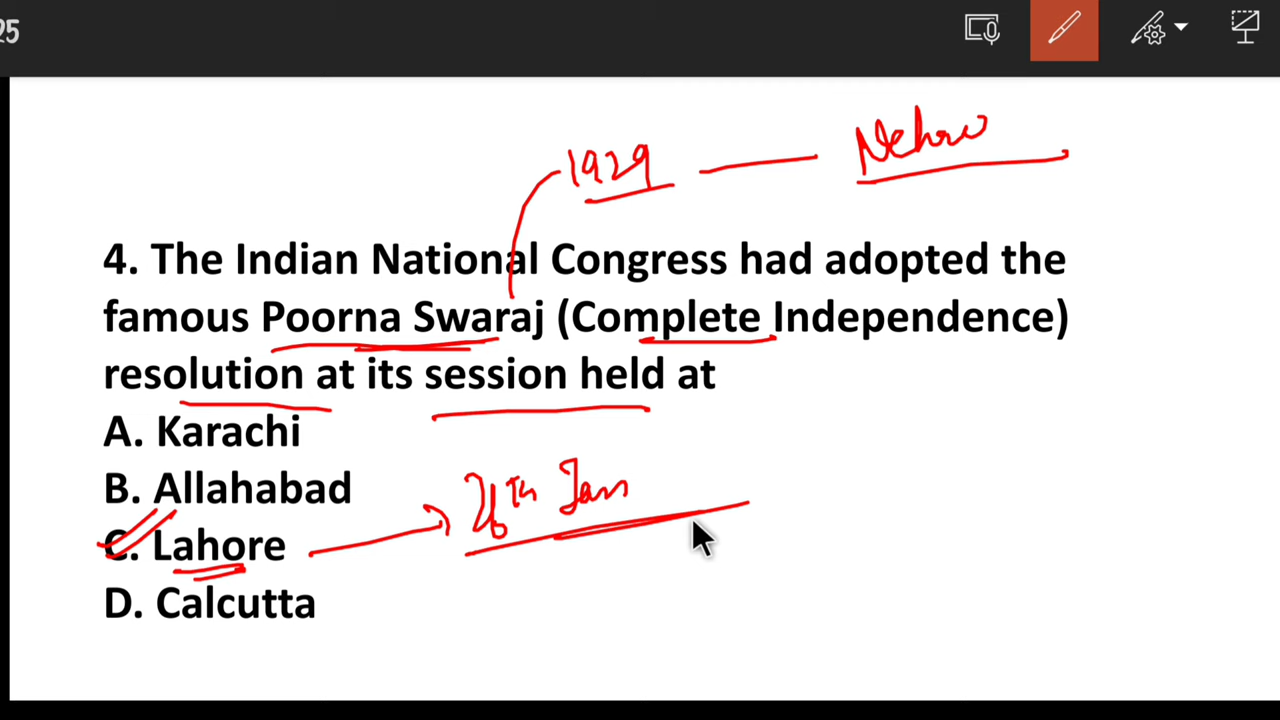 25
1929 Nehru
4. The Indian National Congress had adopted the
famous Poorna Swaraj (Complete Independence)
resolution at its session held at
A. Karachi
B. Allahabad
C. Lahore
26th Jan
D. Calcutta